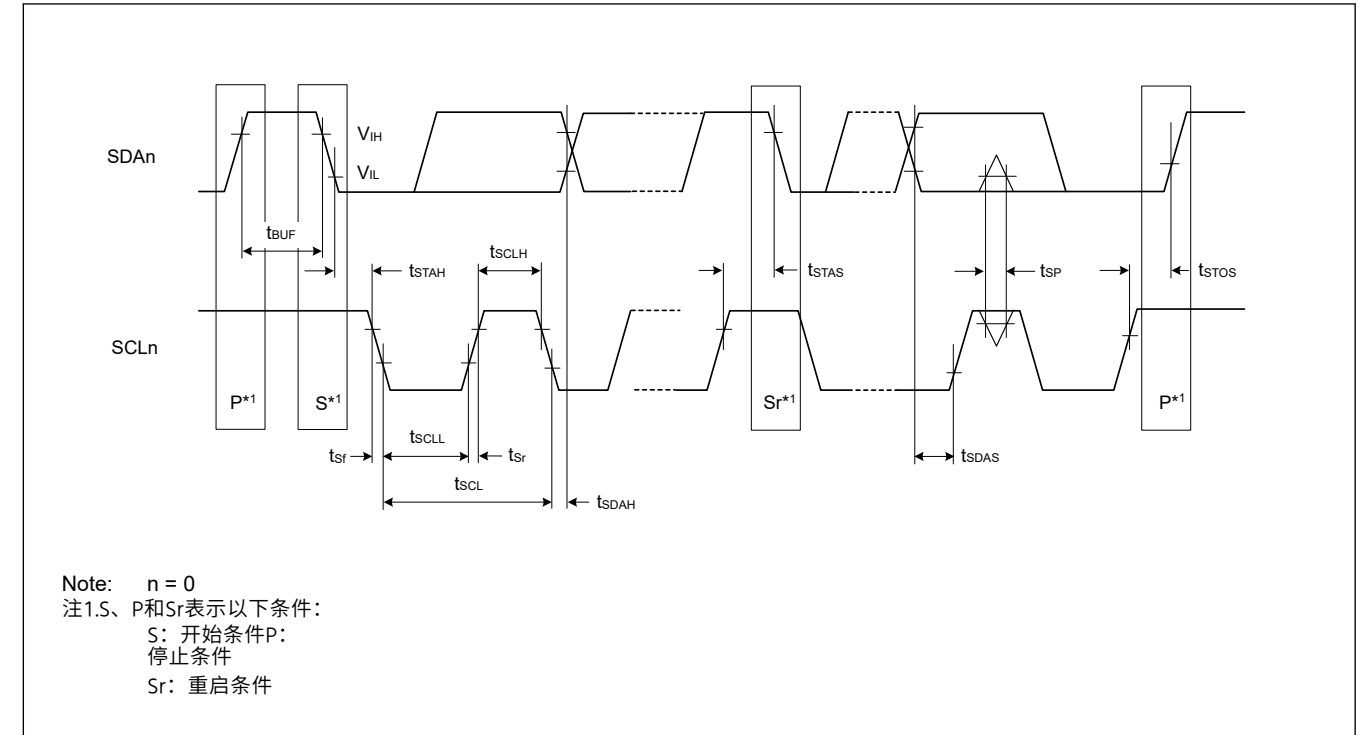 SDAn
VIH
VIL
tBUF
tSTAH
tSCLH
tSTAS
tSP
tSTOS
SCLn
P*1
S*1
Sr*1
P*1
tSf
tSCLL
tSr
tSDAS
tSCL
tSDAH
Note: n = 0
注1.S、P和Sr表示以下条件：
S：开始条件P：
停止条件
Sr：重启条件